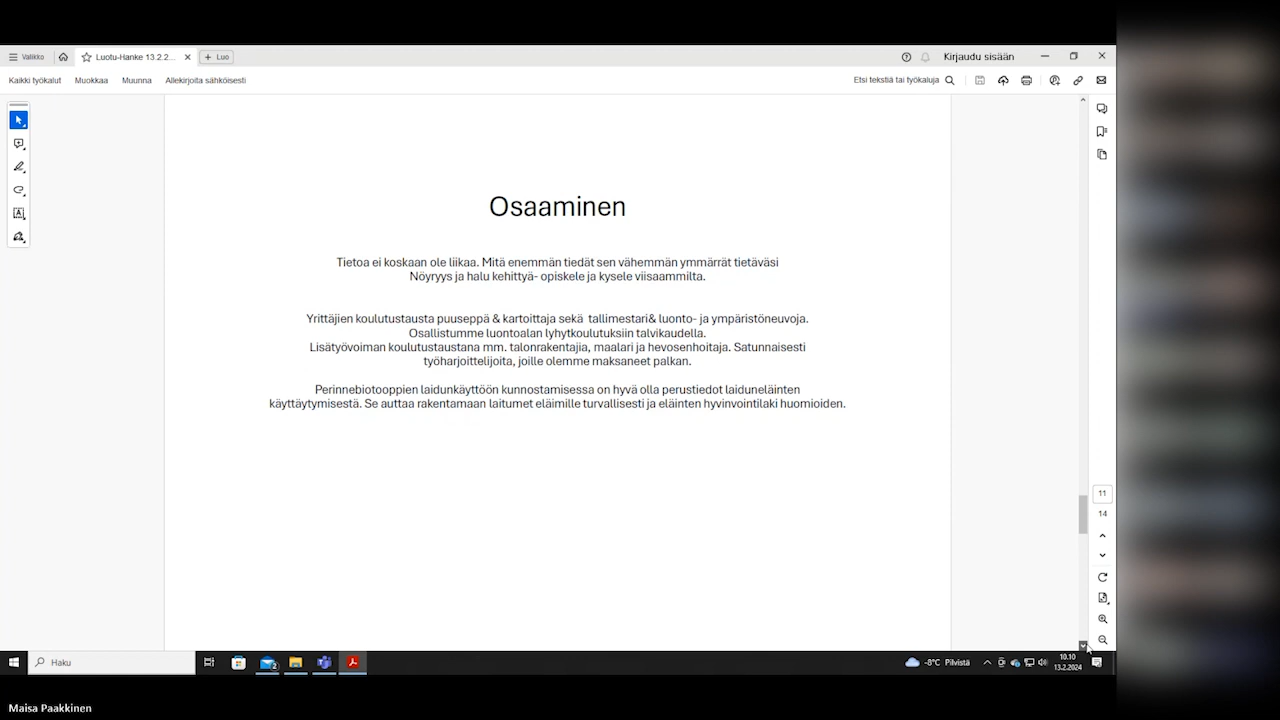 Valikko
Luotu-Hanke 13.2.2...
Luo
Kirjaudu sisään
Kaikki työkalut
Muokkaa
Muunna
Allekirjoita sähköisesti
Etsi tekstiä tai työkaluja
Osaaminen
Tietoa ei koskaan ole liikaa. Mitä enemmän tiedät sen vähemmän ymmärrät tietäväsi
Nöyryys ja halu kehittyä- opiskele ja kysele viisaammilta.
Yrittäjien koulutustausta puuseppä & kartoittaja sekä tallimestari& luonto- ja ympäristöneuvoja.
Osallistumme luontoalan lyhytkoulutuksiin talvikaudella.
Lisätyövoiman koulutustaustana mm. talonrakentajia, maalari ja hevosenhoitaja. Satunnaisesti
työharjoittelijoita, joille olemme maksaneet palkan.
Perinnebiotooppien laidunkäyttöön kunnostamisessa on hyvä olla perustiedot laiduneläinten
käyttäytymisestä. Se auttaa rakentamaan laitumet eläimille turvallisesti ja eläinten hyvinvointilaki huomioiden.
11
14
Haku
2
-8°C Pilvistä
10.10
13.2.2024
Maisa Paakkinen